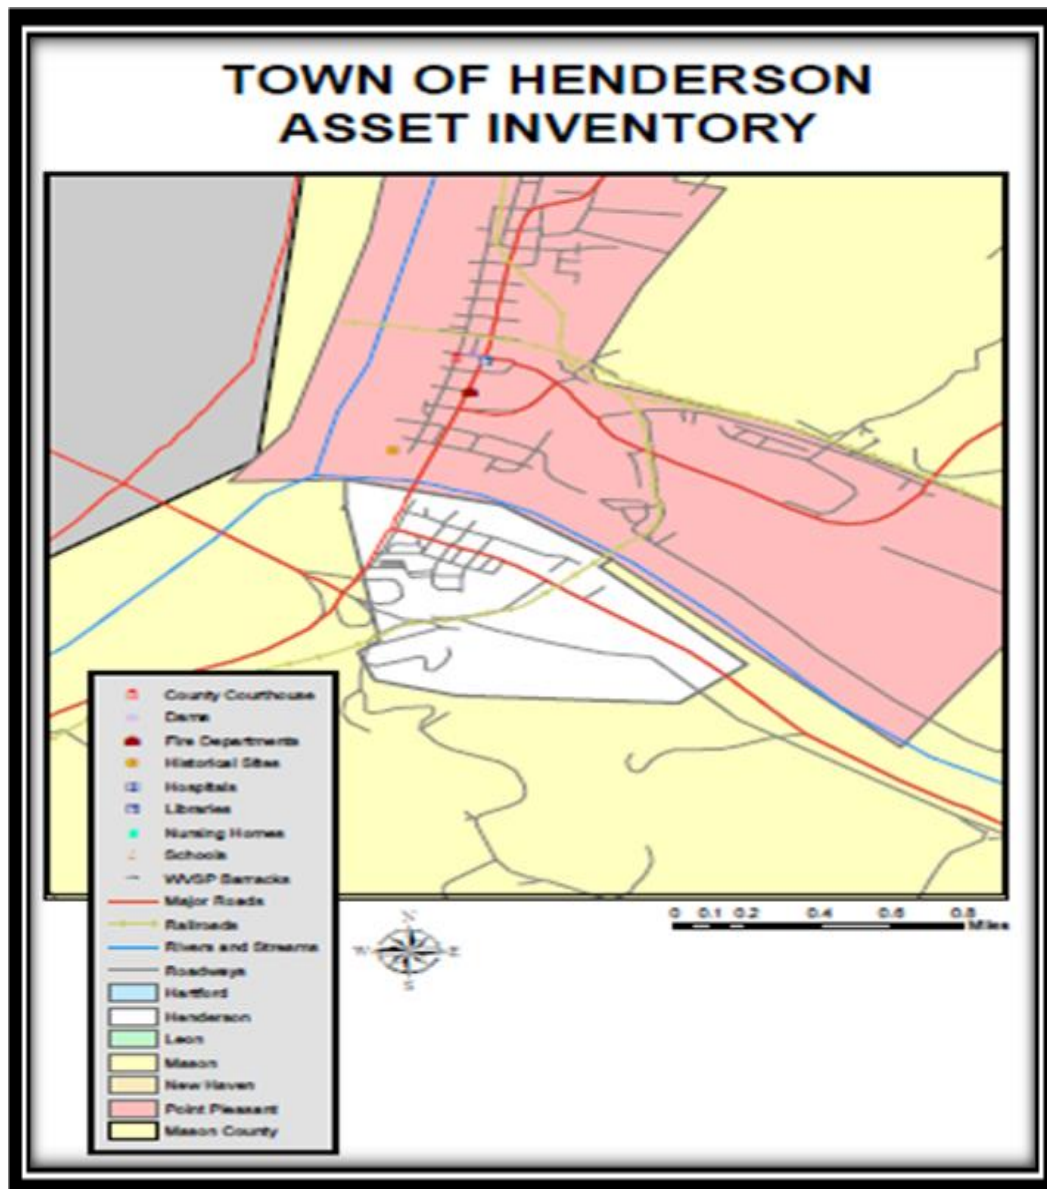 TOWN OF HENDERSON
ASSET INVENTORY
County Courthouse
Dams
Fire Departments
Historical Sites
Hospitals
Libraries
Nursing Homes
Schools
WVSP Barracks
Major Roads
Railroads
Rivers and Streams
Roadways
Hartford
Henderson
Leon
Mason
New Haven
Point Pleasant
Mason County
0 0.1 0.2 0.4 0.6 0.8
Miles
N
W E
S